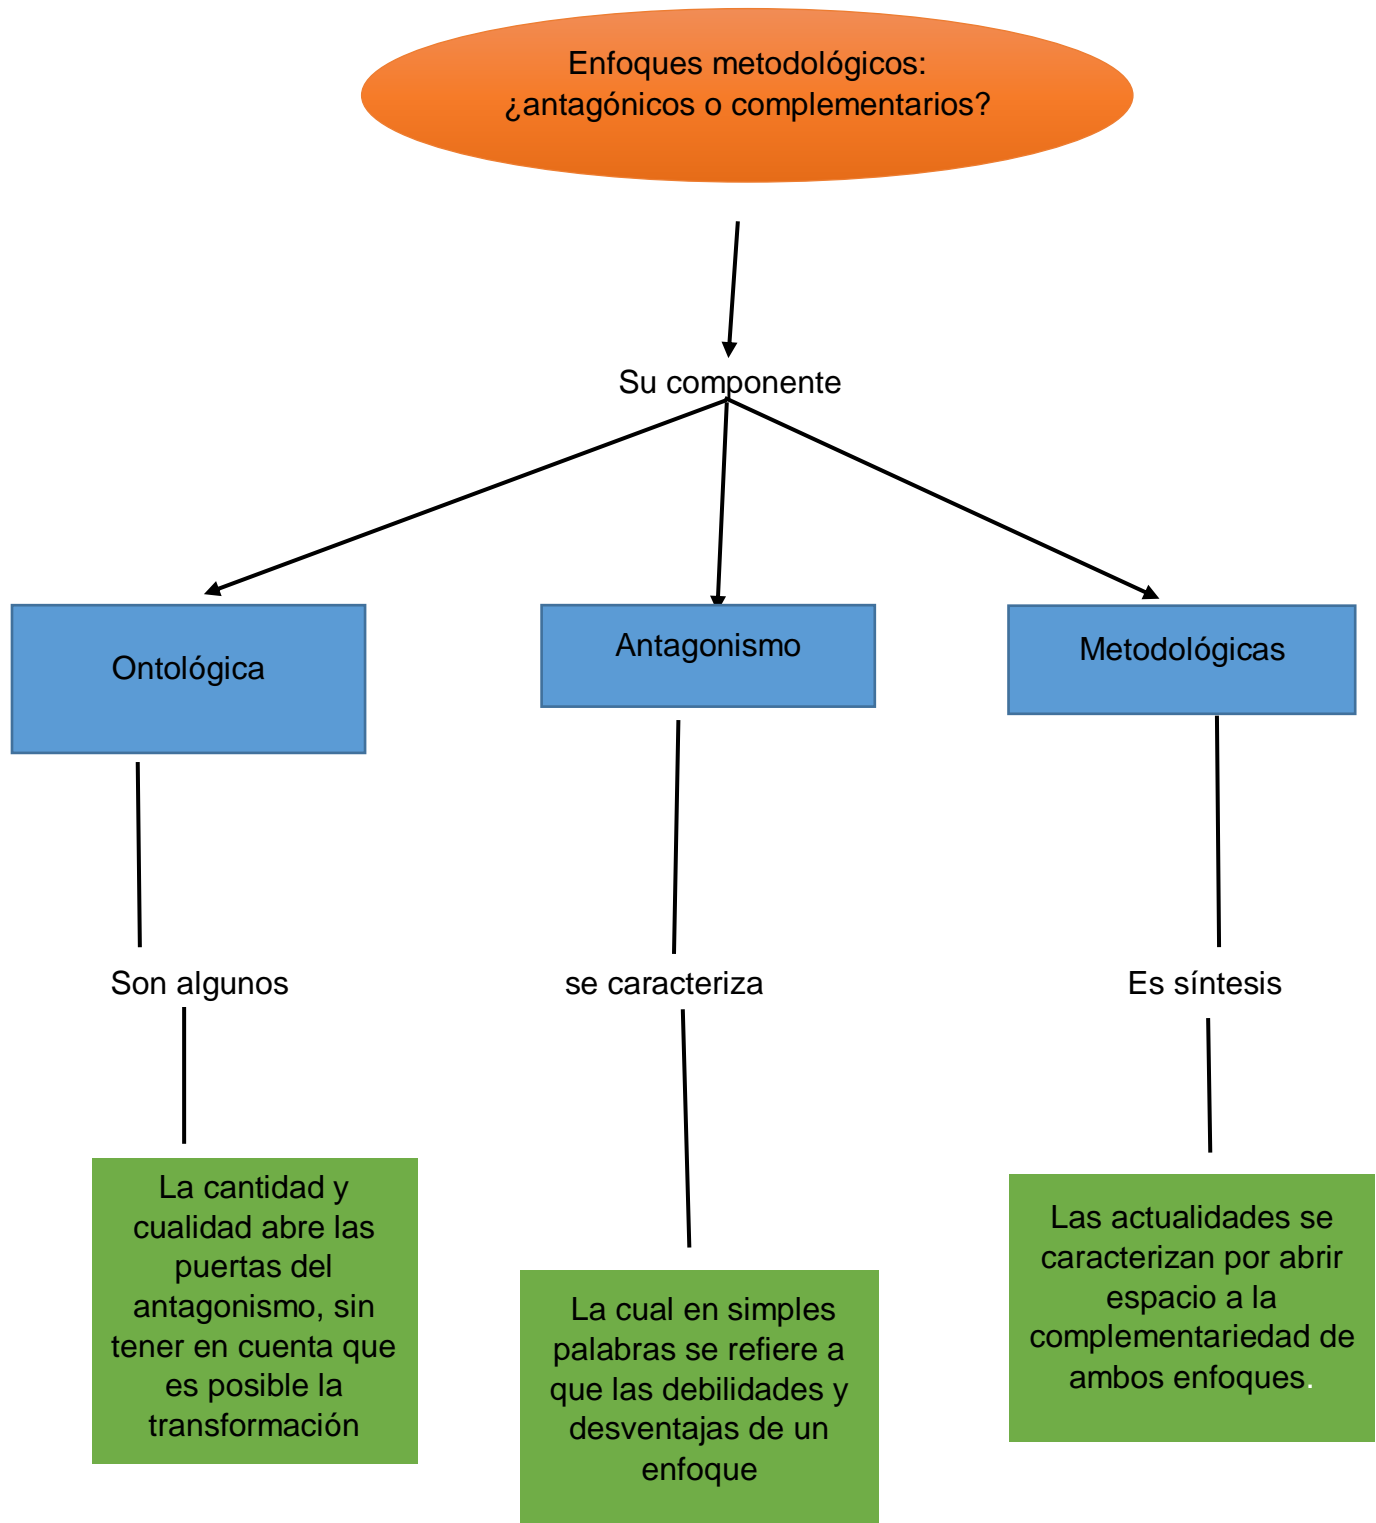 Enfoques metodológicos:
¿antagónicos o complementarios?
Su componente
Ontológica
Antagonismo
Metodológicas
Son algunos
se caracteriza
Es síntesis
La cantidad y
cualidad abre las
puertas del
antagonismo, sin
tener en cuenta que
es posible la
transformación
La cual en simples
palabras se refiere a
que las debilidades y
desventajas de un
enfoque
Las actualidades se
caracterizan por abrir
espacio a la
complementariedad de
ambos enfoques.